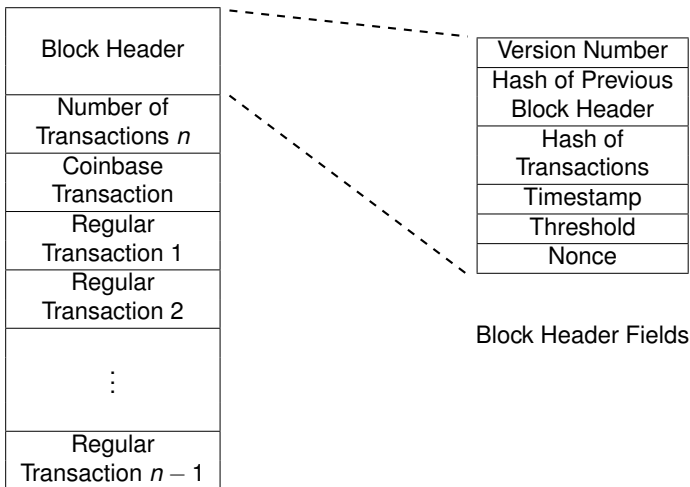 Block Header
Number of
Transactions n
Coinbase
Transaction
Regular
Transaction 1
Regular
Transaction 2
⋮
Regular
Transaction n − 1
Version Number
Hash of Previous
Block Header
Hash of
Transactions
Timestamp
Threshold
Nonce
Block Header Fields